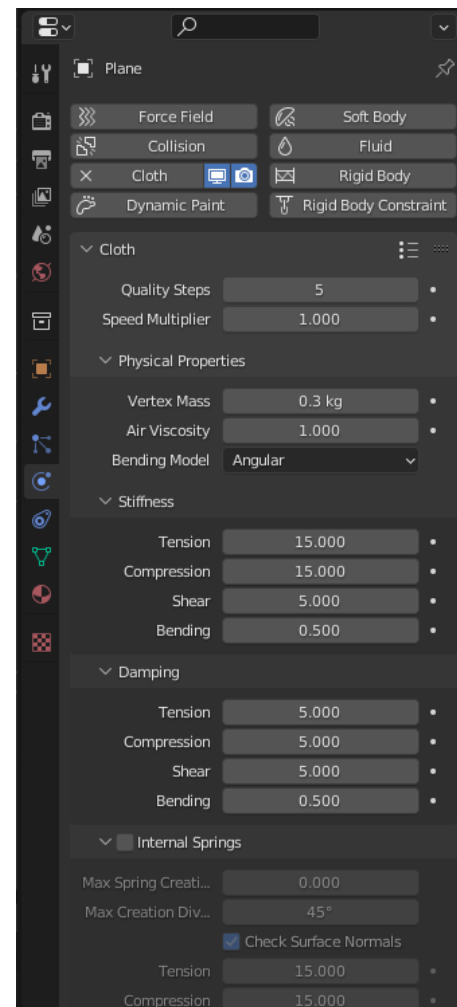 Plane
Force Field Soft Body
Collision Fluid
Cloth Rigid Body
Dynamic Paint Rigid Body Constraint
Cloth
Quality Steps 5
Speed Multiplier 1.000
Physical Properties
Vertex Mass 0.3 kg
Air Viscosity 1.000
Bending Model Angular
Stiffness
Tension 15.000
Compression 15.000
Shear 5.000
Bending 0.500
Damping
Tension 5.000
Compression 5.000
Shear 5.000
Bending 0.500
Internal Springs
Max Spring Creati... 0.000
Max Creation Div... 45°
Check Surface Normals
Tension 15.000
Compression 15.000